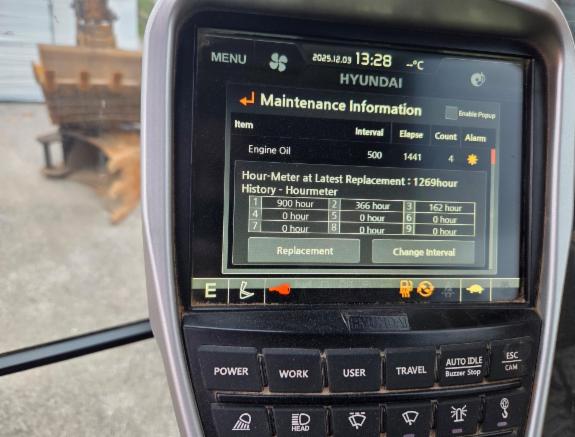 MENU 2025.12.03 13:28 --°C
HYUNDAI
Maintenance Information Enable Popup
Item Interval Elapse Count Alarm
Engine Oil 500 1441 4
Hour-Meter at Latest Replacement : 1269hour
History - Hourmeter
1 900 hour 2 366 hour 3 162 hour
4 0 hour 5 0 hour 6 0 hour
7 0 hour 8 0 hour 9 0 hour
Replacement Change Interval
E
HYUNDAI
POWER WORK USER TRAVEL AUTO IDLE Buzzer Stop ESC CAM
HEAD